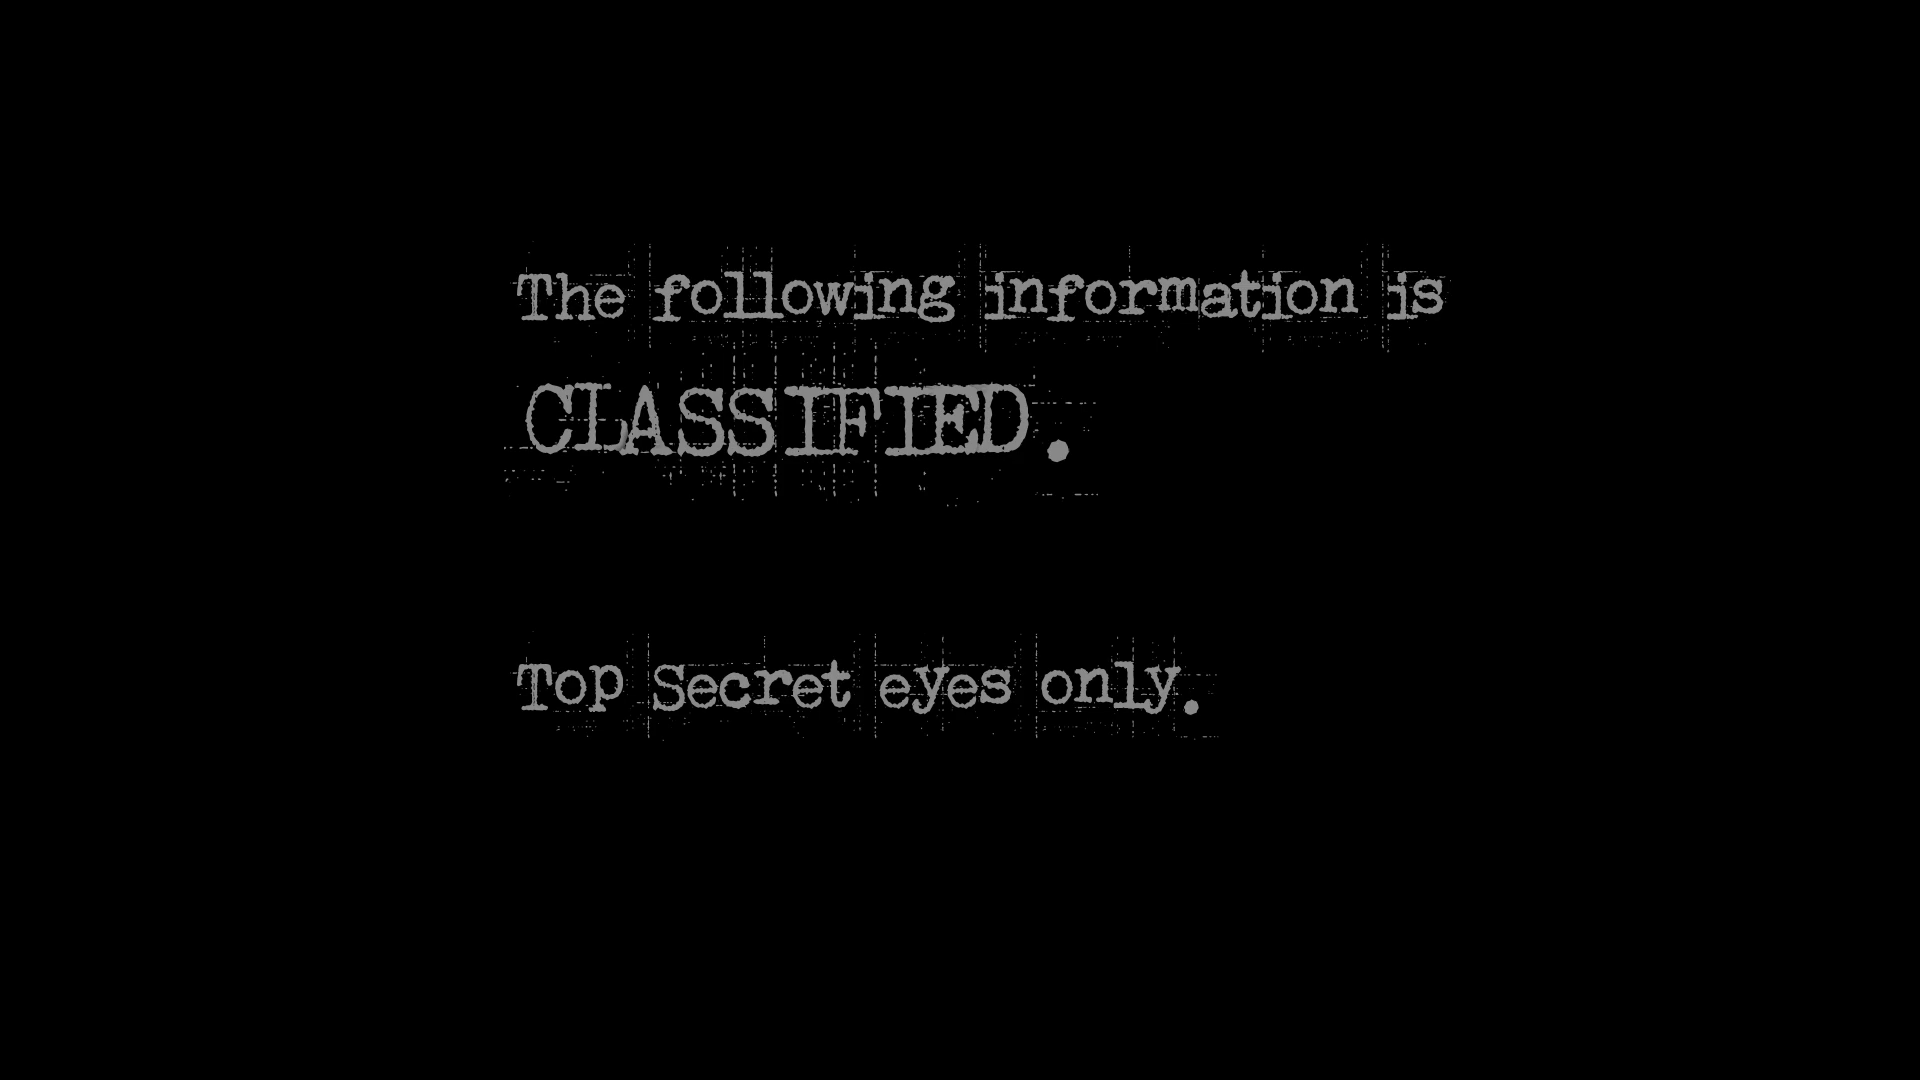 The following information is
CLASSIFIED.
Top Secret eyes only.